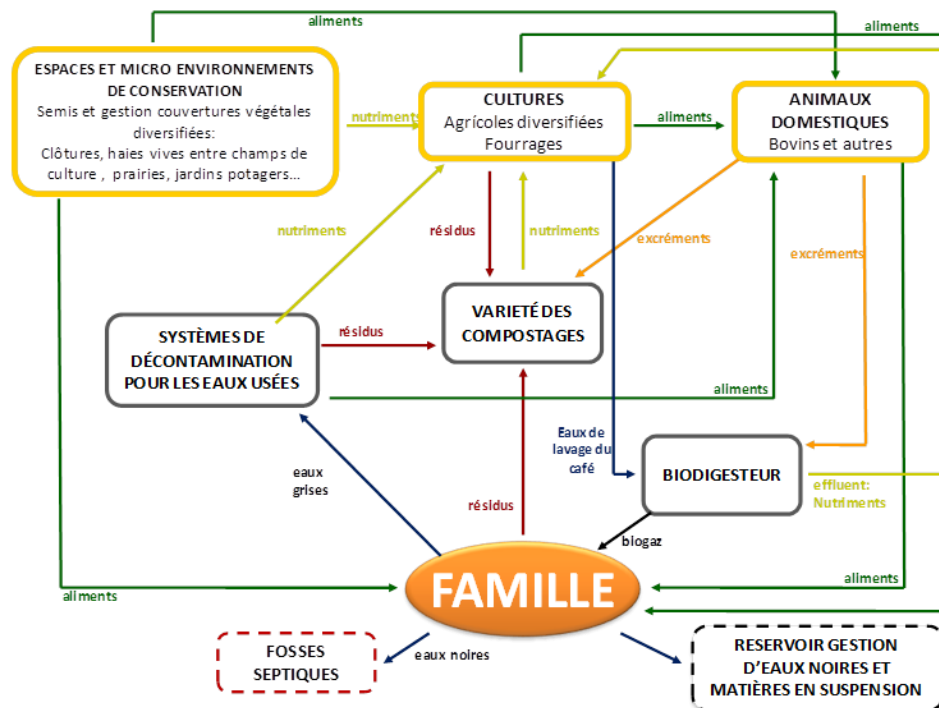 aliments
aliments
ESPACES ET MICRO ENVIRONNEMENTS
DE CONSERVATION
Semis et gestion couvertures végétales
diversifiées:
Clôtures, haies vives entre champs de
culture , prairies, jardins potagers...
nutriments
CULTURES
Agrícoles diversifiées
Fourrages
aliments
ANIMAUX
DOMESTIQUES
Bovins et autres
nutriments
résidus
nutriments
excréments
excréments
SYSTÈMES DE
DÉCONTAMINATION
POUR LES EAUX USÉES
résidus
VARIETÉ DES
COMPOSTAGES
aliments
eaux
grises
Eaux de
lavage du
café
BIODIGESTEUR
effluent:
Nutriments
résidus
biogaz
FAMILLE
aliments
aliments
FOSSES
SEPTIQUES
eaux noires
RESERVOIR GESTION
D'EAUX NOIRES ET
MATIÈRES EN SUSPENSION